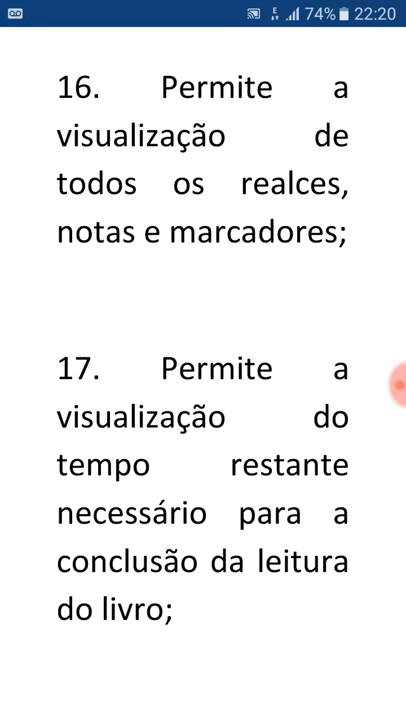 E 74% 22:20
16. Permite a
visualização de
todos os realces,
notas e marcadores;
17. Permite a
visualização do
tempo restante
necessário para a
conclusão da leitura
do livro;